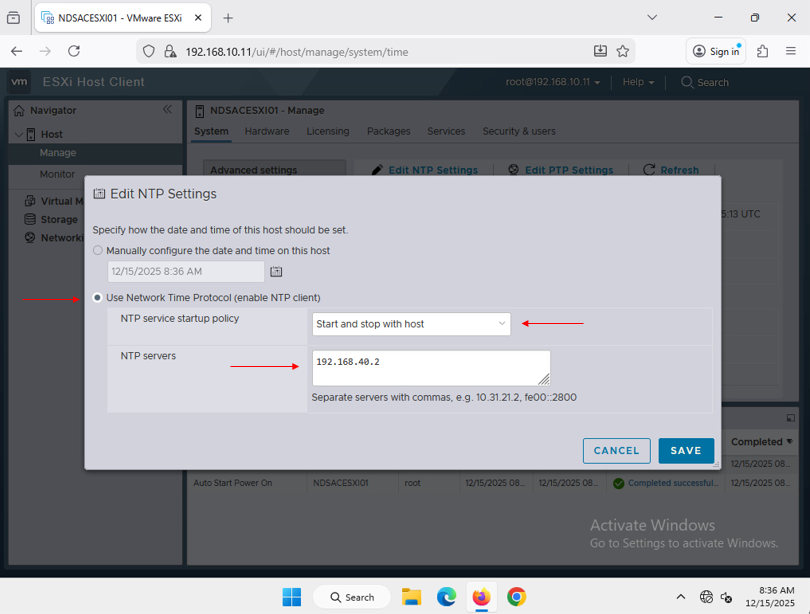 NDSACESXI01 - VMware ESXi
192.168.10.11/ui/#/host/manage/system/time
Sign in
vm ESXi Host Client
root@192.168.10.11
Help
Search
Navigator
NDSACESXI01 - Manage
Host
Manage
Monitor
Virtual M
Storage
Networki
System Hardware Licensing Packages Services Security & users
Advanced settings
Edit NTP Settings
Edit PTP Settings
Refresh
5:13 UTC
Edit NTP Settings
Specify how the date and time of this host should be set.
Manually configure the date and time on this host
12/15/2025 8:36 AM
Use Network Time Protocol (enable NTP client)
NTP service startup policy
Start and stop with host
NTP servers
192.168.40.2
Separate servers with commas, e.g. 10.31.21.2, fe00::2800
CANCEL
SAVE
Completed
12/15/2025 08...
Auto Start Power On NDSACESXI01 root 12/15/2025 08... 12/15/2025 08... Completed successful... 12/15/2025 08...
Activate Windows
Go to Settings to activate Windows.
Search
8:36 AM
12/15/2025